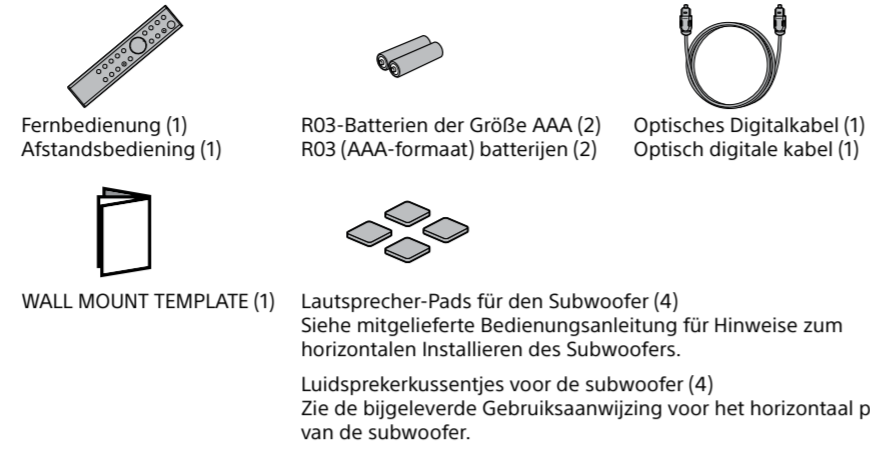 Fernbedienung (1)
Afstandsbediening (1)
R03-Batterien der Größe AAA (2)
R03 (AAA-formaat) batterijen (2)
Optisches Digitalkabel (1)
Optisch digitale kabel (1)
WALL MOUNT TEMPLATE (1)
Lautsprecher-Pads für den Subwoofer (4)
Siehe mitgelieferte Bedienungsanleitung für Hinweise zum
horizontalen Installieren des Subwoofers.
Luidsprekerkussentjes voor de subwoofer (4)
Zie de bijgeleverde Gebruiksaanwijzing voor het horizontaal
van de subwoofer.